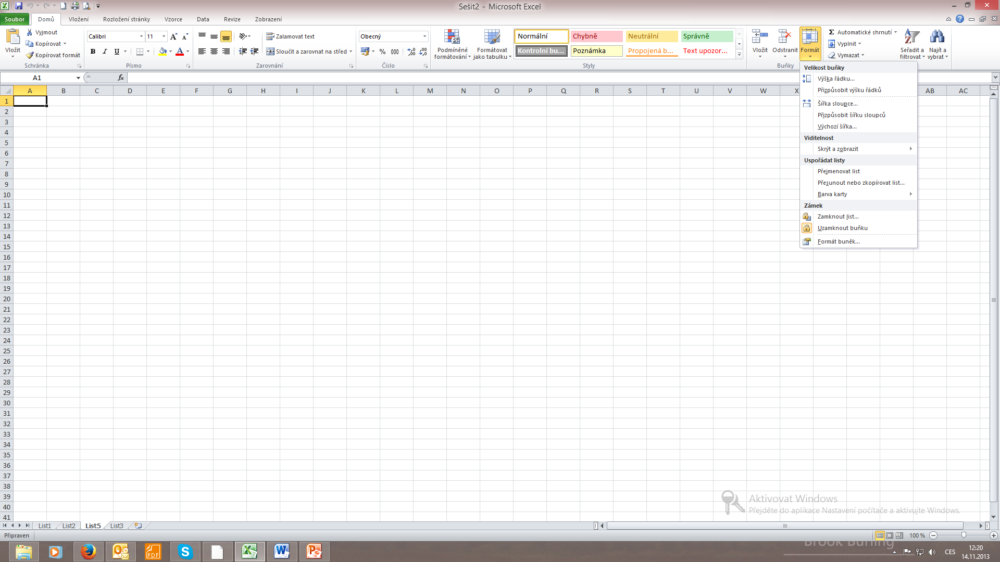 Sešit2 - Microsoft Excel
Soubor Domů Vložení Rozložení stránky Vzorce Data Revize Zobrazení
Vložit
Vyjmout
Kopírovat
Kopírovat formát
Schránka
Calibri 11
B I U
Písmo
Zalamovat text
Sloučit a zarovnat na střed
Zarovnání
Obecný
% 000
Číslo
Podmíněné formátování
Formátovat jako tabulku
Normální Chybně Neutrální Správně
Kontrolní bu... Poznámka Propojená b... Text upozor...
Styly
Vložit Odstranit Formát
Buňky
Σ Automatické shrnutí
Vyplnit
Vymazat
Seřadit a filtrovat
Najít a vybrat
A1 fx
A B C D E F G H I J K L M N O P Q R S T U V W X AB AC
1
2
3
4
5
6
7
8
9
10
11
12
13
14
15
16
17
18
19
20
21
22
23
24
25
26
27
28
29
30
31
32
33
34
35
36
37
38
39
40
41
Velikost buňky
Výška řádku...
Přizpůsobit výšku řádků
Šířka sloupce...
Přizpůsobit šířku sloupců
Výchozí šířka...
Viditelnost
Skrýt a zobrazit
Uspořádat listy
Přejmenovat list
Přesunout nebo zkopírovat list...
Barva karty
Zámek
Zamknout list...
Uzamknout buňku
Formát buněk...
Aktivovat Windows
Přejděte do aplikace Nastavení počítače a aktivujte Windows.
List1 List2 List5 List3
Připraven
100 %
PDF
CES
12:20
14.11.2013